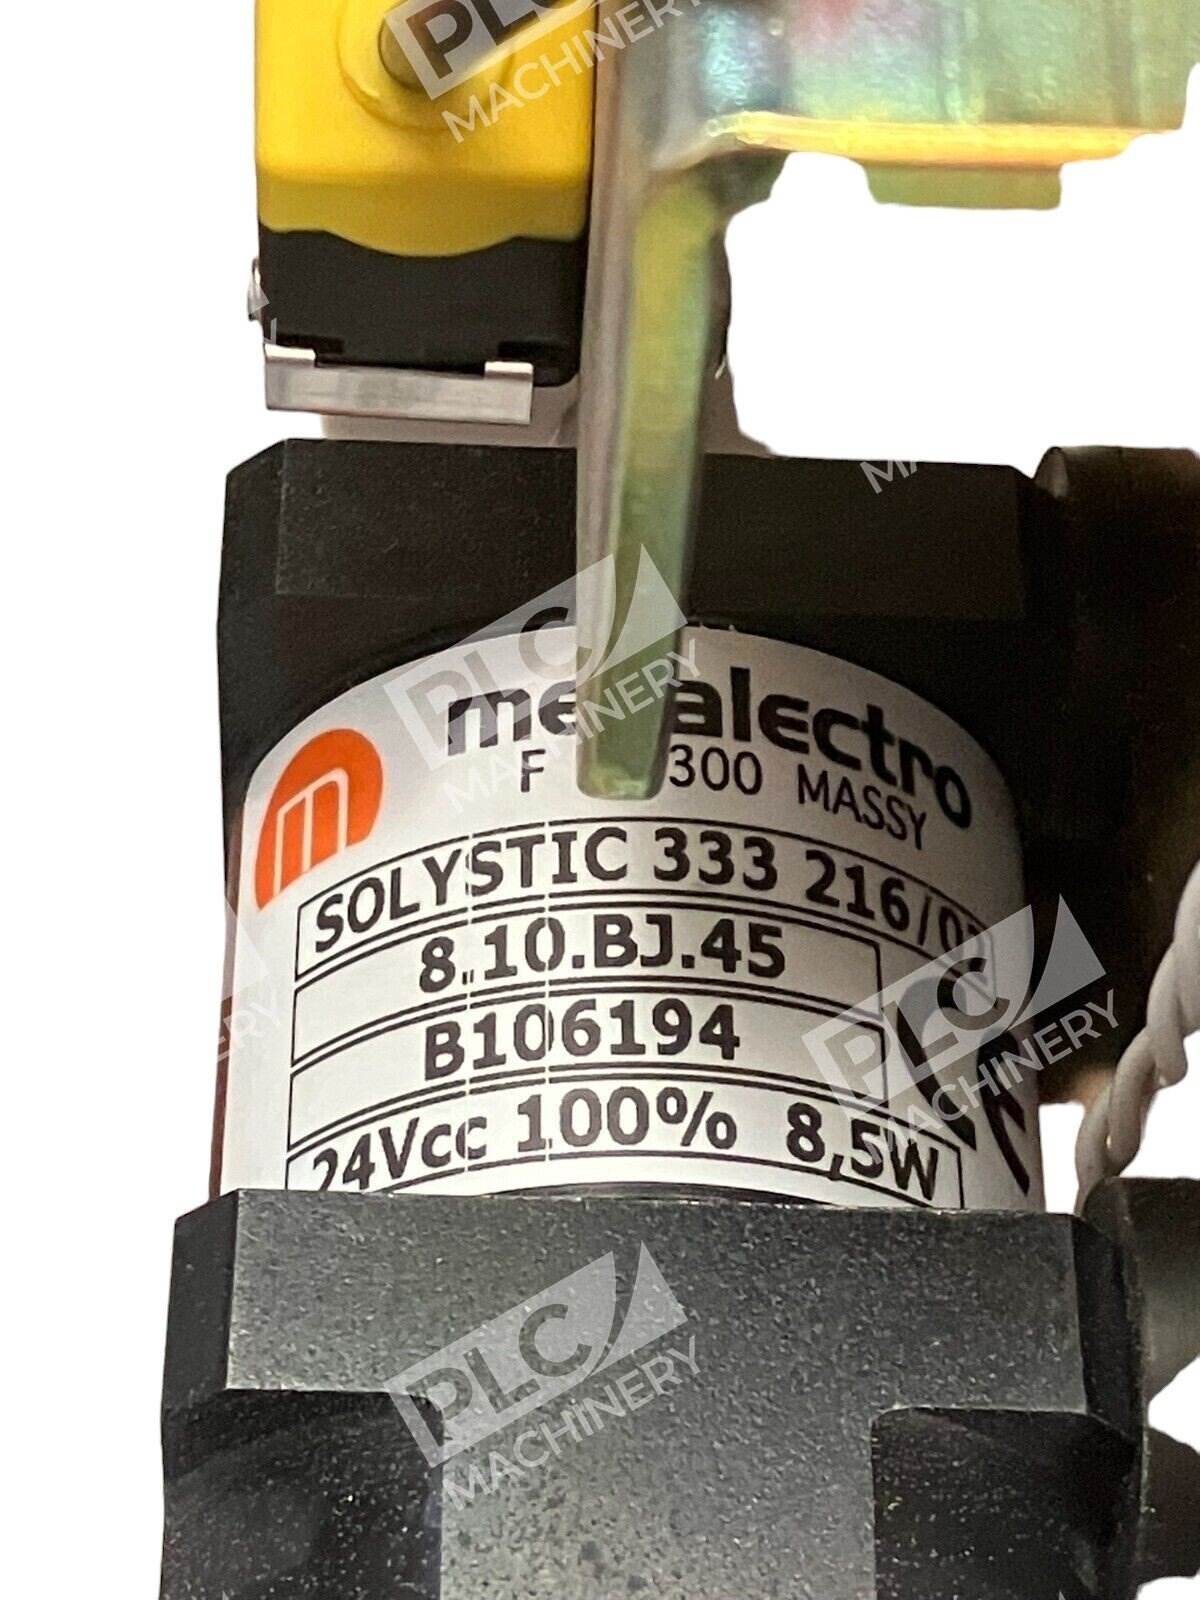 PLC
MACHINERY
PLC
MACHINERY
F 300 MASSY
m
SOLYSTIC 333 216/
8.10.BJ.45
B106194
CE
24Vcc 100% 8,5W
PLC
MACHINERY
PLC
MACHINERY